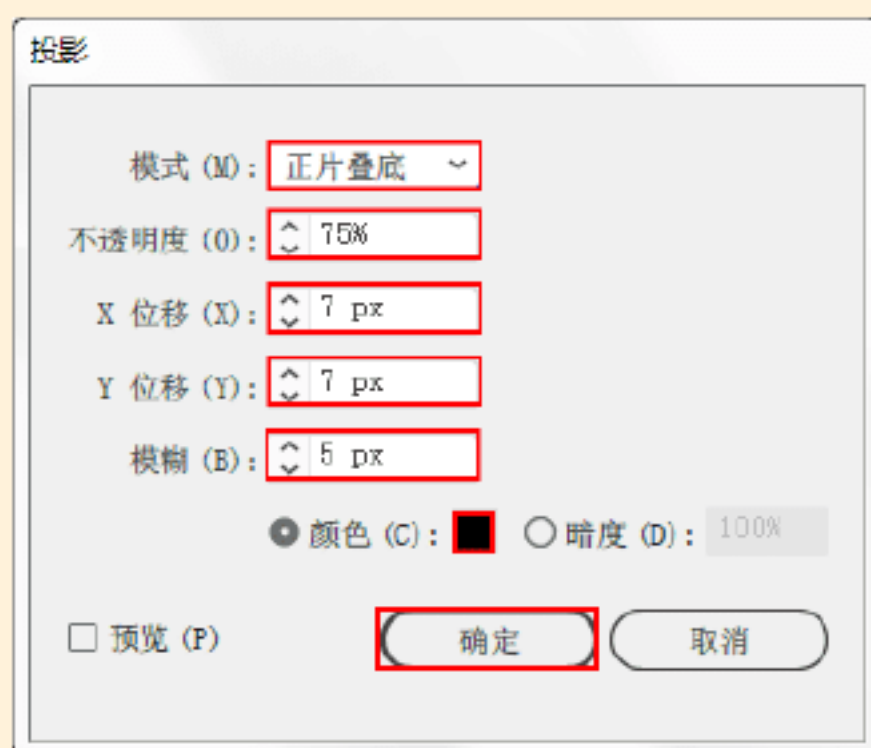 投影
模式 (M): 正片叠底
不透明度 (O): 75%
X 位移 (X): 7 px
Y 位移 (Y): 7 px
模糊 (B): 5 px
颜色 (C): 暗度 (D): 100%
预览 (P) 确定 取消